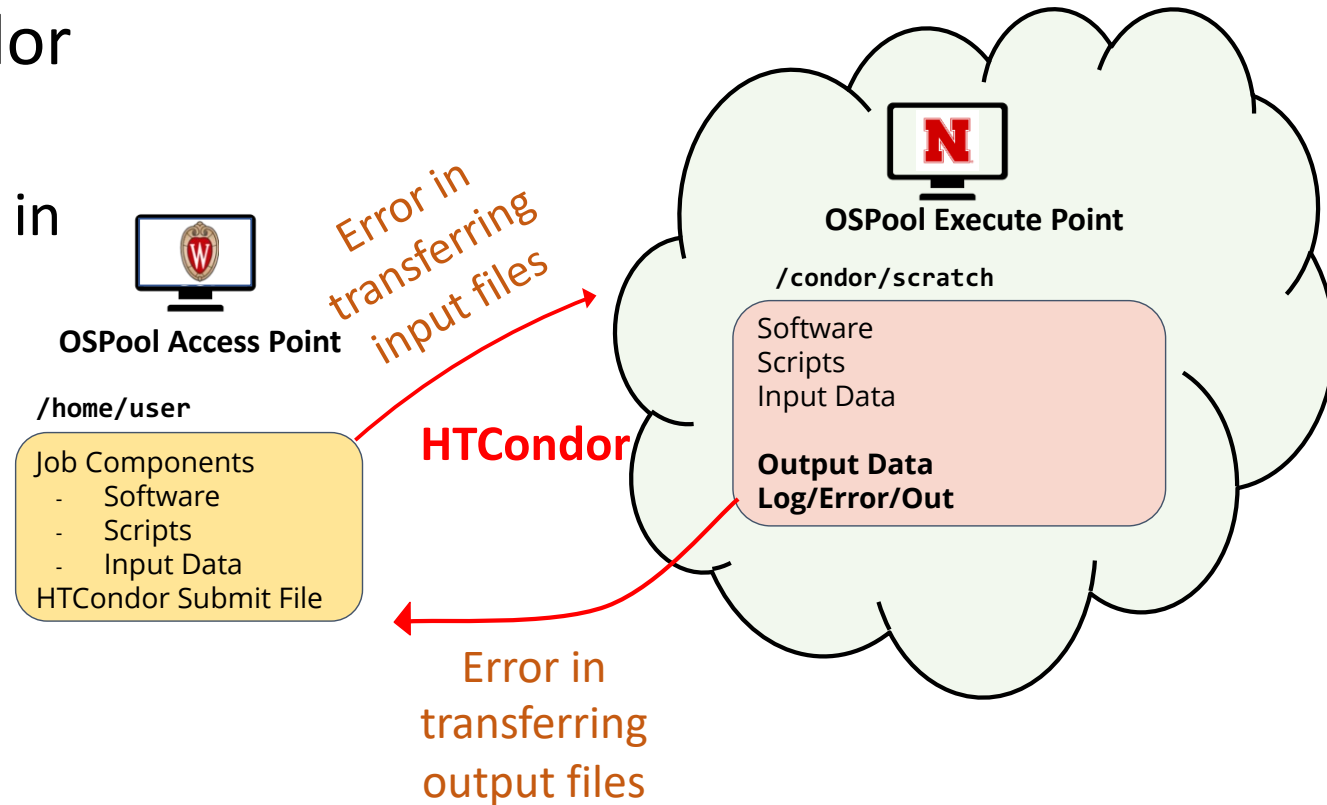 lor
in
W
OSPool Access Point
/home/user
Job Components
- Software
- Scripts
- Input Data
HTCondor Submit File
Error in
transferring
input files
HTCondor
N
OSPool Execute Point
/condor/scratch
Software
Scripts
Input Data
Output Data
Log/Error/Out
Error in
transferring
output files